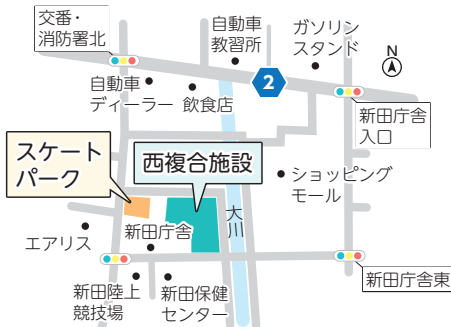 交番・
消防署北
自動車
教習所
ガソリン
スタンド
N
自動車
ディーラー
飲食店
2
新田庁舎
入口
スケート
パーク
西複合施設
ショッピング
モール
大川
エアリス
新田庁舎
新田庁舎東
新田陸上
競技場
新田保健
センター